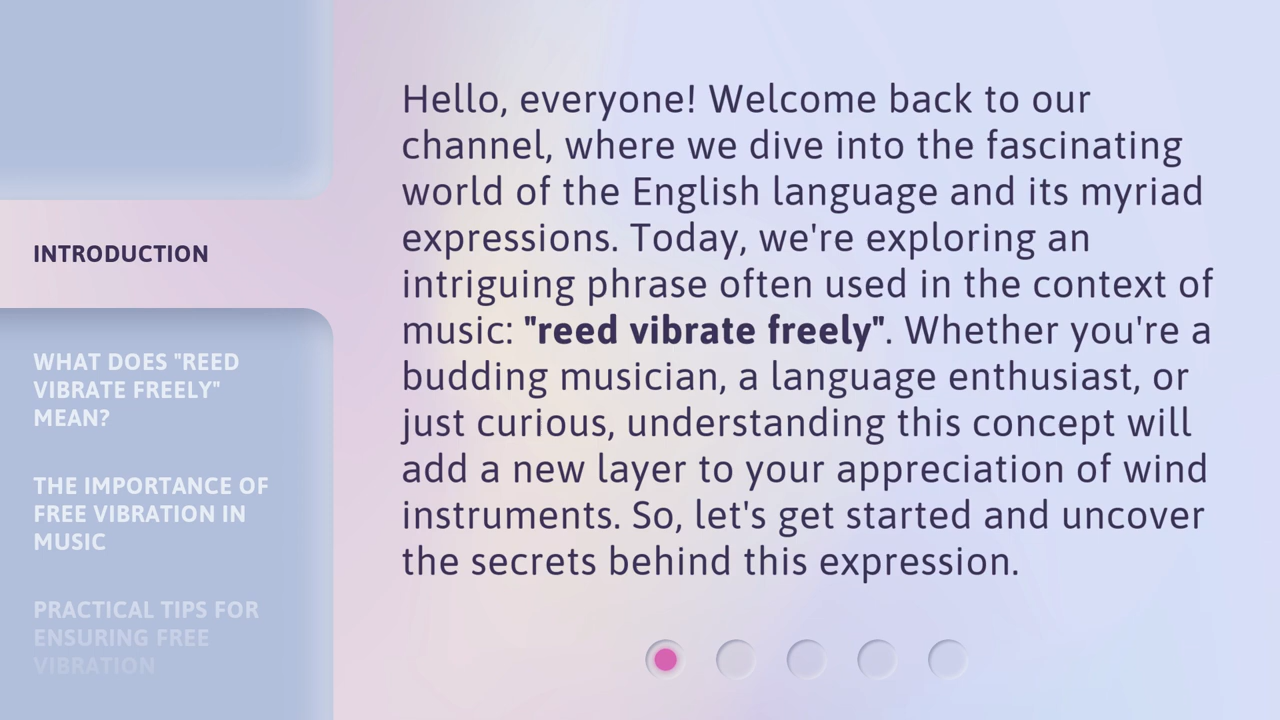 INTRODUCTION
WHAT DOES "REED
VIBRATE FREELY"
MEAN?
THE IMPORTANCE OF
FREE VIBRATION IN
MUSIC
PRACTICAL TIPS FOR
ENSURING FREE
VIBRATION
Hello, everyone! Welcome back to our
channel, where we dive into the fascinating
world of the English language and its myriad
expressions. Today, we're exploring an
intriguing phrase often used in the context of
music: "reed vibrate freely". Whether you're a
budding musician, a language enthusiast, or
just curious, understanding this concept will
add a new layer to your appreciation of wind
instruments. So, let's get started and uncover
the secrets behind this expression.